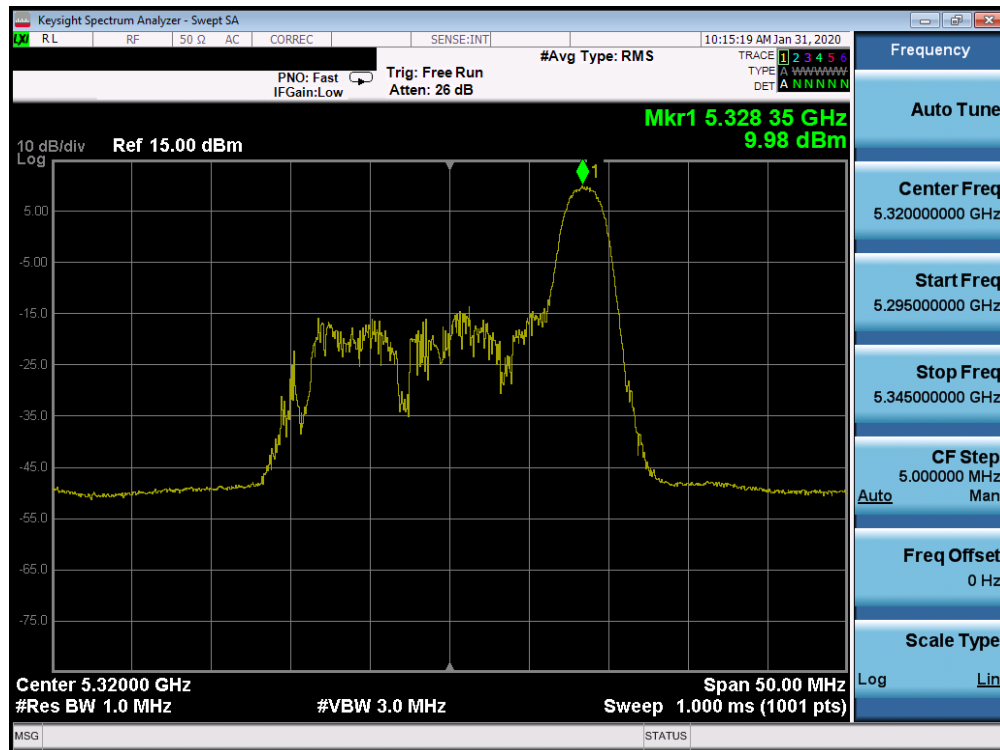 Keysight Spectrum Analyzer - Swept SA
LXI RL RF 50 Ω AC CORREC SENSE:INT 10:15:19 AM Jan 31, 2020
Frequency
#Avg Type: RMS
TRACE 1 2 3 4 5 6
TYPE A WWWWW
DET A N N N N N
PNO: Fast
IFGain:Low
Trig: Free Run
Atten: 26 dB
Auto Tune
Mkr1 5.328 35 GHz
9.98 dBm
10 dB/div
Log
Ref 15.00 dBm
1
5.00
-5.00
-15.0
-25.0
-35.0
-45.0
-55.0
-65.0
-75.0
Center Freq
5.320000000 GHz
Start Freq
5.295000000 GHz
Stop Freq
5.345000000 GHz
CF Step
5.000000 MHz
Auto Man
Freq Offset
0 Hz
Scale Type
Log Lin
Center 5.32000 GHz
Span 50.00 MHz
#Res BW 1.0 MHz
#VBW 3.0 MHz
Sweep 1.000 ms (1001 pts)
MSG
STATUS